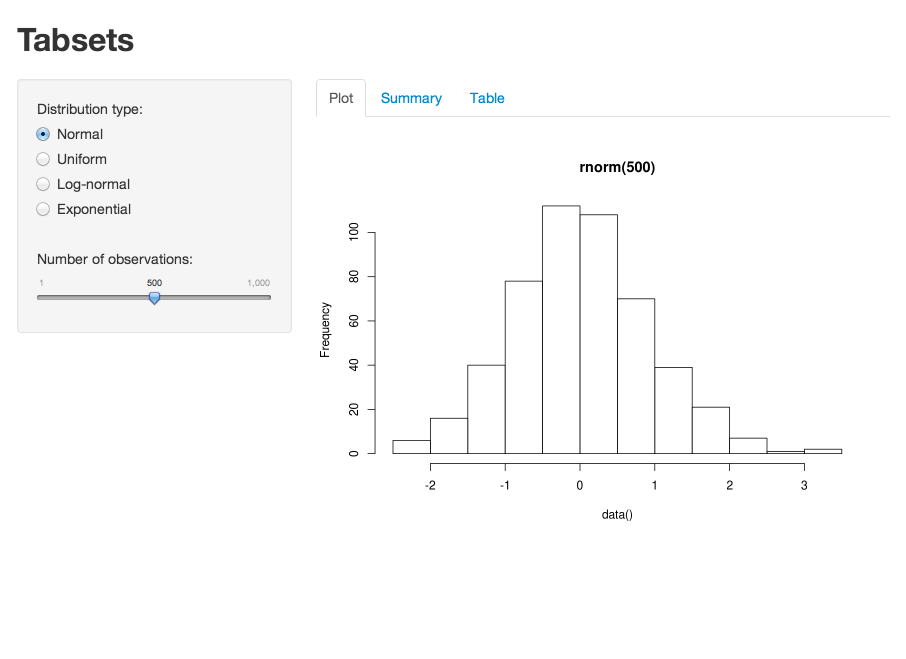 Tabsets
Distribution type:
Normal
Uniform
Log-normal
Exponential
Number of observations:
1 500 1,000
Plot Summary Table
rnorm(500)
Frequency
100
80
60
40
20
0
-2 -1 0 1 2 3
data()